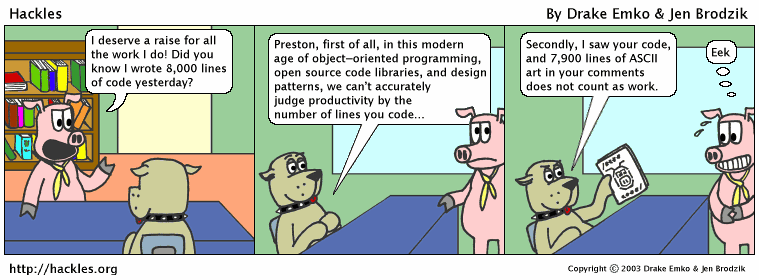 Hackles
By Drake Emko & Jen Brodzik
I deserve a raise for all
the work I do! Did you
know I wrote 8,000 lines
of code yesterday?
Preston, first of all, in this modern
age of object-oriented programming,
open source code libraries, and design
patterns, we can't accurately
judge productivity by the
number of lines you code...
Secondly, I saw your code,
and 7,900 lines of ASCII
art in your comments
does not count as work.
Eek
http://hackles.org
Copyright © 2003 Drake Emko & Jen Brodzik